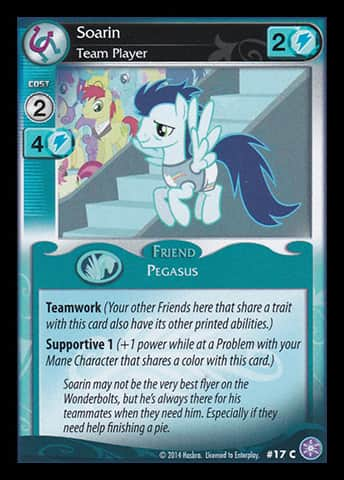 Soarin
Team Player
2
COST
2
4
FRIEND
PEGASUS
Teamwork (Your other Friends here that share a trait
with this card also have its other printed abilities.)
Supportive 1 (+1 power while at a Problem with your
Mane Character that shares a color with this card.)
Soarin may not be the very best flyer on the
Wonderbolts, but he's always there for his
teammates when they need him. Especially if they
need help finishing a pie.
© 2014 Hasbro. Licensed to Enterplay. #17 C